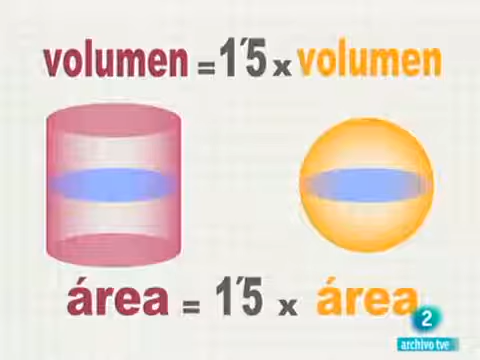 volumen = 1'5 x volumen
área = 1'5 x área
2
archivo tve